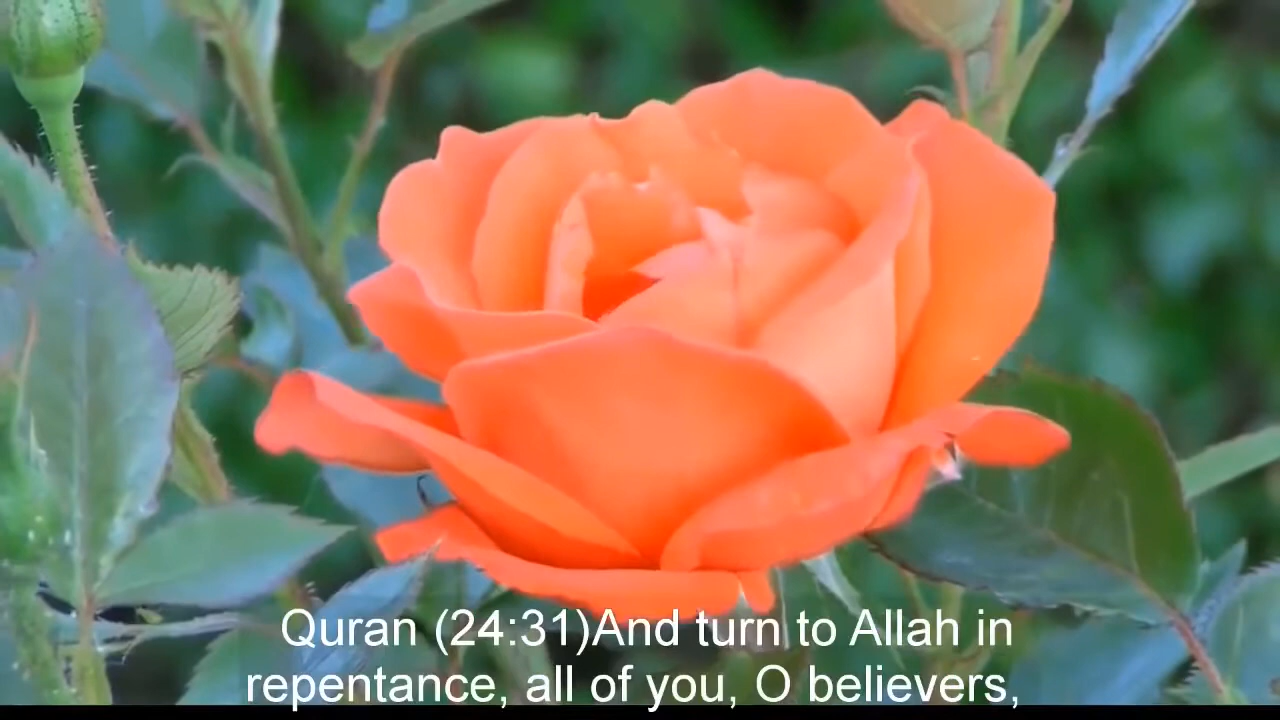 Quran (24:31)And turn to Allah in
repentance, all of you, O believers,